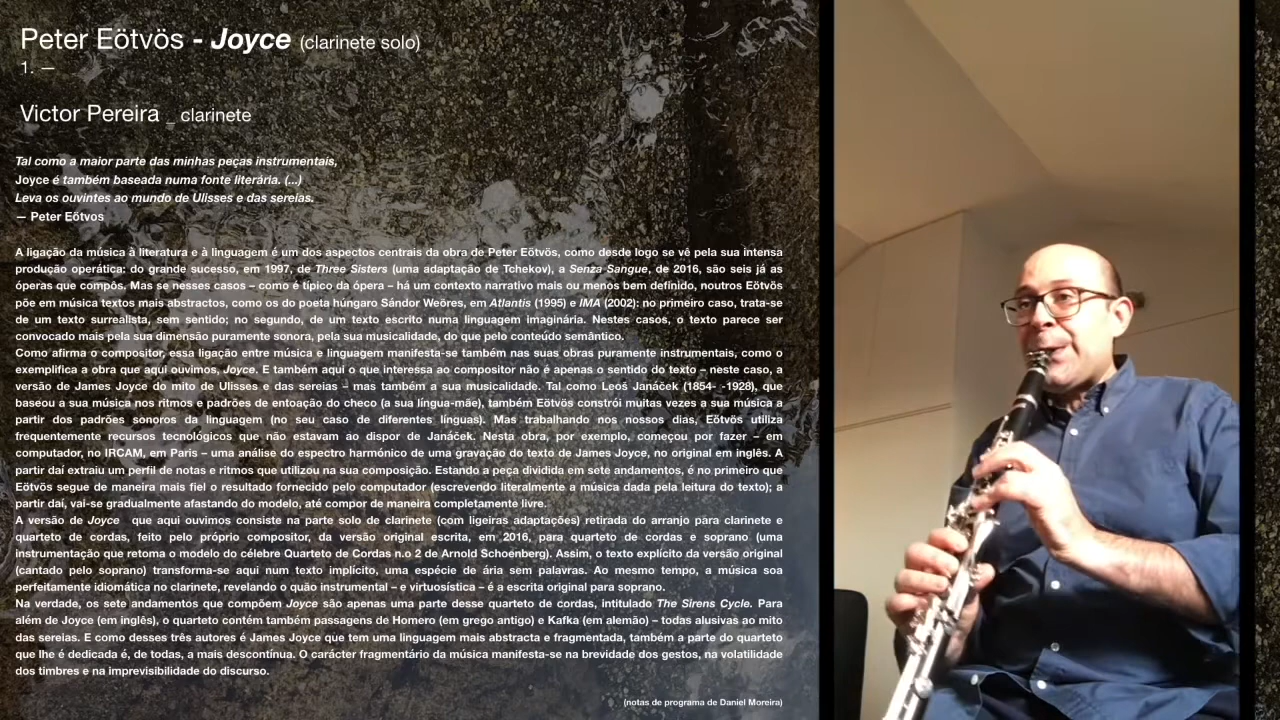 Peter Eötvös - Joyce (clarinete solo)
1. —
Victor Pereira _ clarinete
Tal como a maior parte das minhas peças instrumentais,
Joyce é também baseada numa fonte literária. (...)
Leva os ouvintes ao mundo de Ulisses e das sereias.
— Peter Eötvos
A ligação da música à literatura e à linguagem é um dos aspectos centrais da obra de Peter Eötvös, como desde logo se vê pela sua intensa
produção operática: do grande sucesso, em 1997, de Three Sisters (uma adaptação de Tchekov), a Senza Sangue, de 2016, são seis já as
óperas que compôs. Mas se nesses casos – como é típico da ópera – há um contexto narrativo mais ou menos bem definido, noutros Eötvös
põe em música textos mais abstractos, como os do poeta húngaro Sándor Weöres, em Atlantis (1995) e IMA (2002): no primeiro caso, trata-se
de um texto surrealista, sem sentido; no segundo, de um texto escrito numa linguagem imaginária. Nestes casos, o texto parece ser
convocado mais pela sua dimensão puramente sonora, pela sua musicalidade, do que pelo conteúdo semântico.
Como afirma o compositor, essa ligação entre música e linguagem manifesta-se também nas suas obras puramente instrumentais, como o
exemplifica a obra que aqui ouvimos, Joyce. E também aqui o que interessa ao compositor não é apenas o sentido do texto – neste caso, a
versão de James Joyce do mito de Ulisses e das sereias – mas também a sua musicalidade. Tal como Leoš Janáček (1854- -1928), que
baseou a sua música nos ritmos e padrões de entoação do checo (a sua língua-mãe), também Eötvös constrói muitas vezes a sua música a
partir dos padrões sonoros da linguagem (no seu caso de diferentes línguas). Mas trabalhando nos nossos dias, Eötvös utiliza
frequentemente recursos tecnológicos que não estavam ao dispor de Janáček. Nesta obra, por exemplo, começou por fazer – em
computador, no IRCAM, em Paris – uma análise do espectro harmónico de uma gravação do texto de James Joyce, no original em inglês. A
partir daí extraiu um perfil de notas e ritmos que utilizou na sua composição. Estando a peça dividida em sete andamentos, é no primeiro que
Eötvös segue de maneira mais fiel o resultado fornecido pelo computador (escrevendo literalmente a música dada pela leitura do texto); a
partir daí, vai-se gradualmente afastando do modelo, até compor de maneira completamente livre.
A versão de Joyce que aqui ouvimos consiste na parte solo de clarinete (com ligeiras adaptações) retirada do arranjo para clarinete e
quarteto de cordas, feito pelo próprio compositor, da versão original escrita, em 2016, para quarteto de cordas e soprano (uma
instrumentação que retoma o modelo do célebre Quarteto de Cordas n.o 2 de Arnold Schoenberg). Assim, o texto explícito da versão original
(cantado pelo soprano) transforma-se aqui num texto implícito, uma espécie de ária sem palavras. Ao mesmo tempo, a música soa
perfeitamente idiomática no clarinete, revelando o quão instrumental – e virtuosística – é a escrita original para soprano.
Na verdade, os sete andamentos que compõem Joyce são apenas uma parte desse quarteto de cordas, intitulado The Sirens Cycle. Para
além de Joyce (em inglês), o quarteto contém também passagens de Homero (em grego antigo) e Kafka (em alemão) – todas alusivas ao mito
das sereias. E como desses três autores é James Joyce que tem uma linguagem mais abstracta e fragmentada, também a parte do quarteto
que lhe é dedicada é, de todas, a mais descontínua. O carácter fragmentário da música manifesta-se na brevidade dos gestos, na volatilidade
dos timbres e na imprevisibilidade do discurso.
(notas de programa de Daniel Moreira)